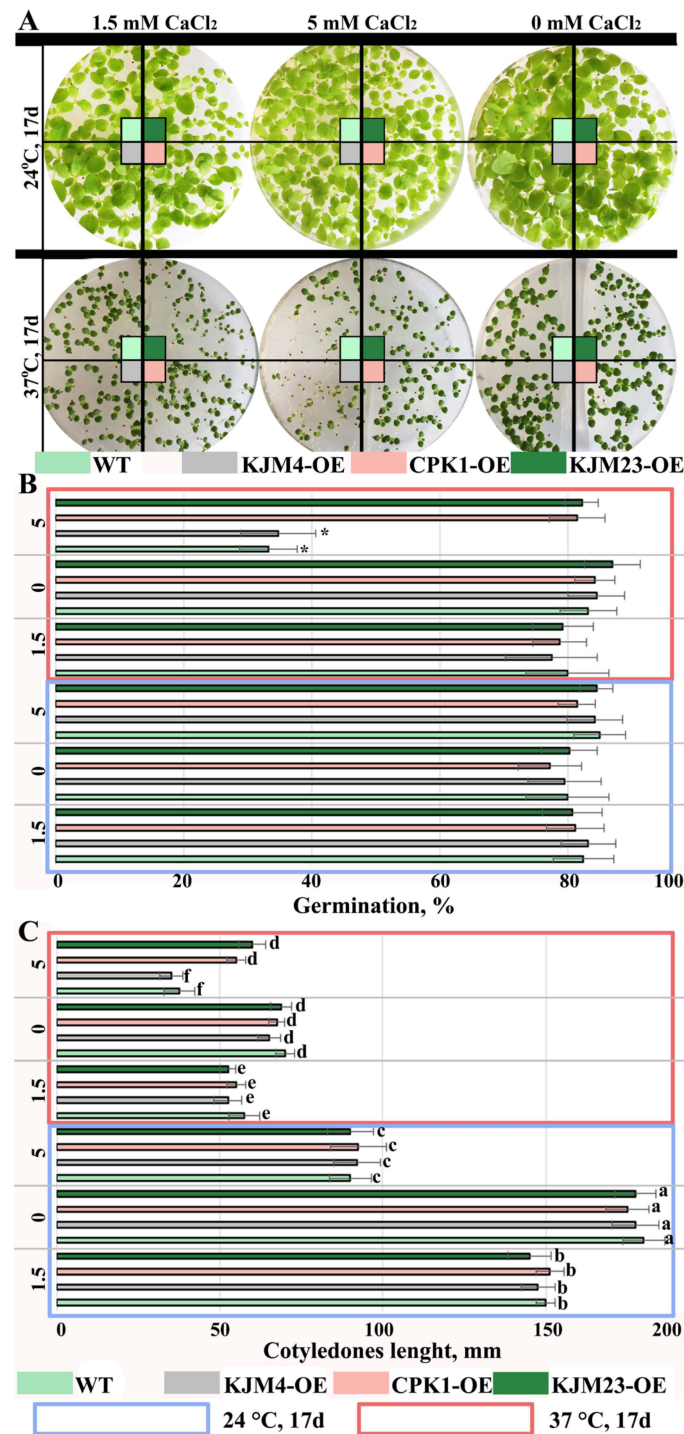 A
1.5 mM CaCl₂ 5 mM CaCl₂ 0 mM CaCl₂
24°C, 17d
37°C, 17d
WT KJM4-OE CPK1-OE KJM23-OE
B
5
*
*
0
1.5
5
0
1.5
0 20 40 60 80 100
Germination, %
C
5
d
d
f
f
0
d
d
d
d
1.5
e
e
e
e
5
c
c
c
c
0
a
a
a
a
1.5
b
b
b
b
0 50 100 150 200
Cotyledones lenght, mm
WT KJM4-OE CPK1-OE KJM23-OE
24 °C, 17d 37 °C, 17d